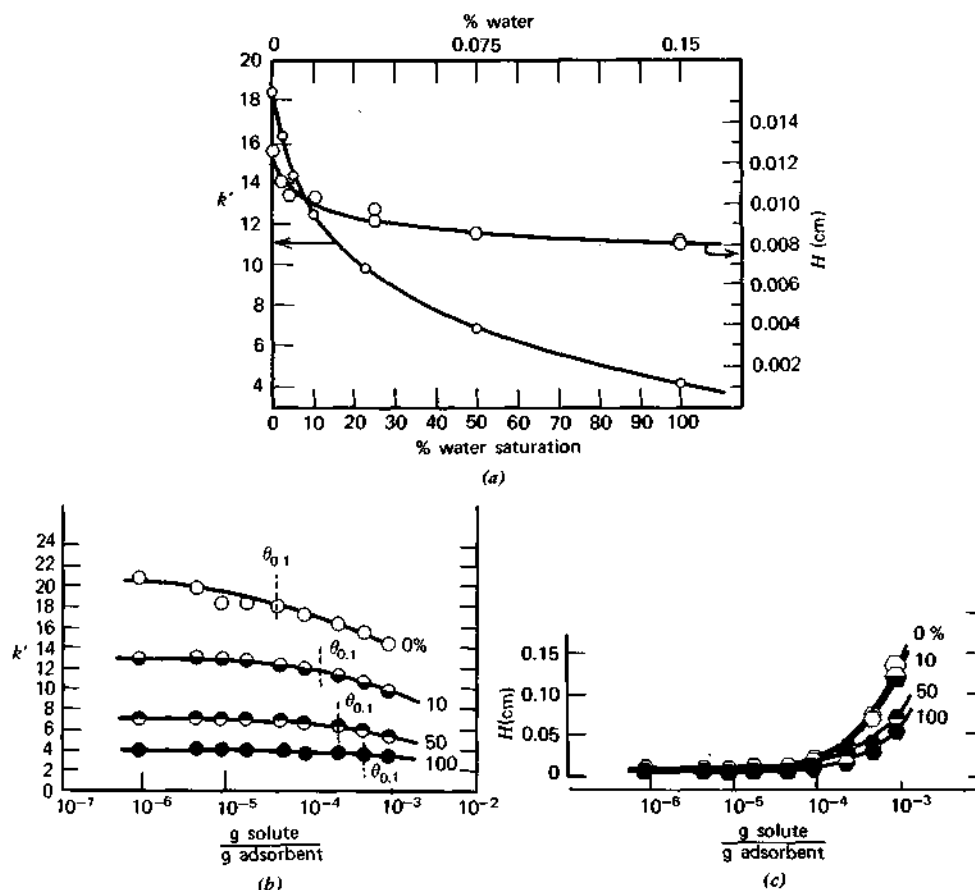 % water
0 0.075 0.15
20
18
16
14
12
10
8
6
4
k′
0.014
0.012
0.010
0.008
0.006
0.004
0.002
H (cm)
0 10 20 30 40 50 60 70 80 90 100
% water saturation
(a)
24
22
20
18
16
14
12
10
8
6
4
2
0
k′
θ0.1
0%
θ0.1
10
θ0.1
50
θ0.1
100
10⁻⁷ 10⁻⁶ 10⁻⁵ 10⁻⁴ 10⁻³ 10⁻²
g solute
g adsorbent
(b)
0.15
0.10
0.05
0
H(cm)
0 %
10
50
100
10⁻⁶ 10⁻⁵ 10⁻⁴ 10⁻³
g solute
g adsorbent
(c)